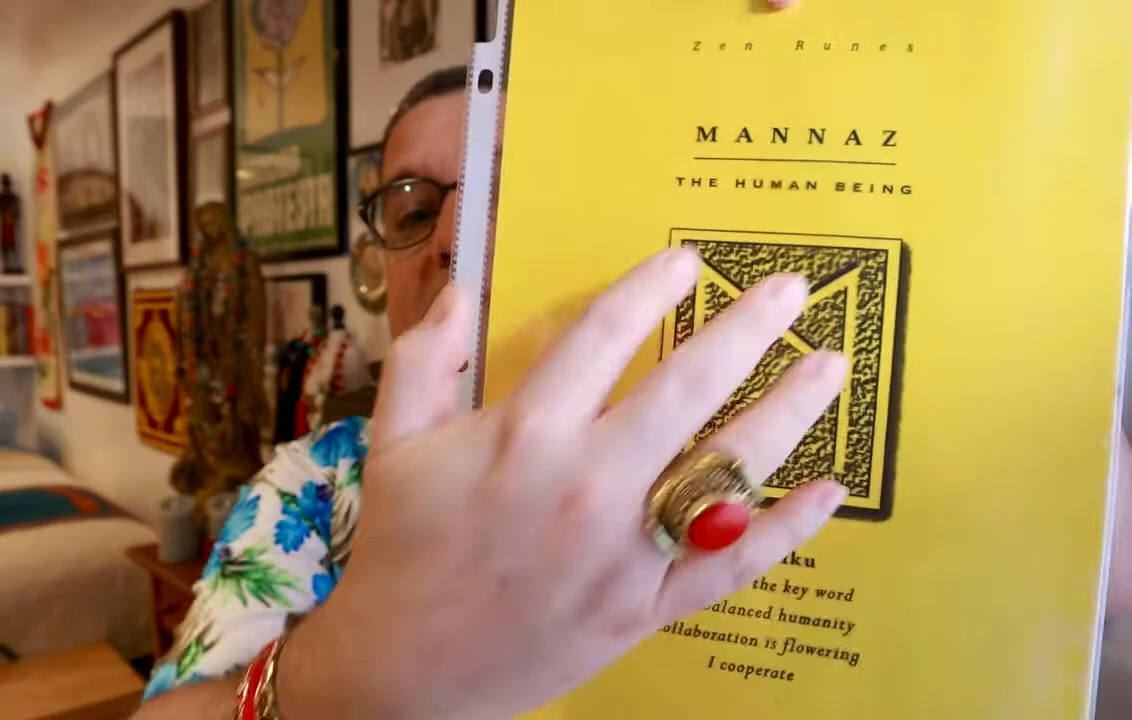 Zen Runes
MANNAZ
THE HUMAN BEING
the key word
balanced humanity
collaboration is flowering
I cooperate